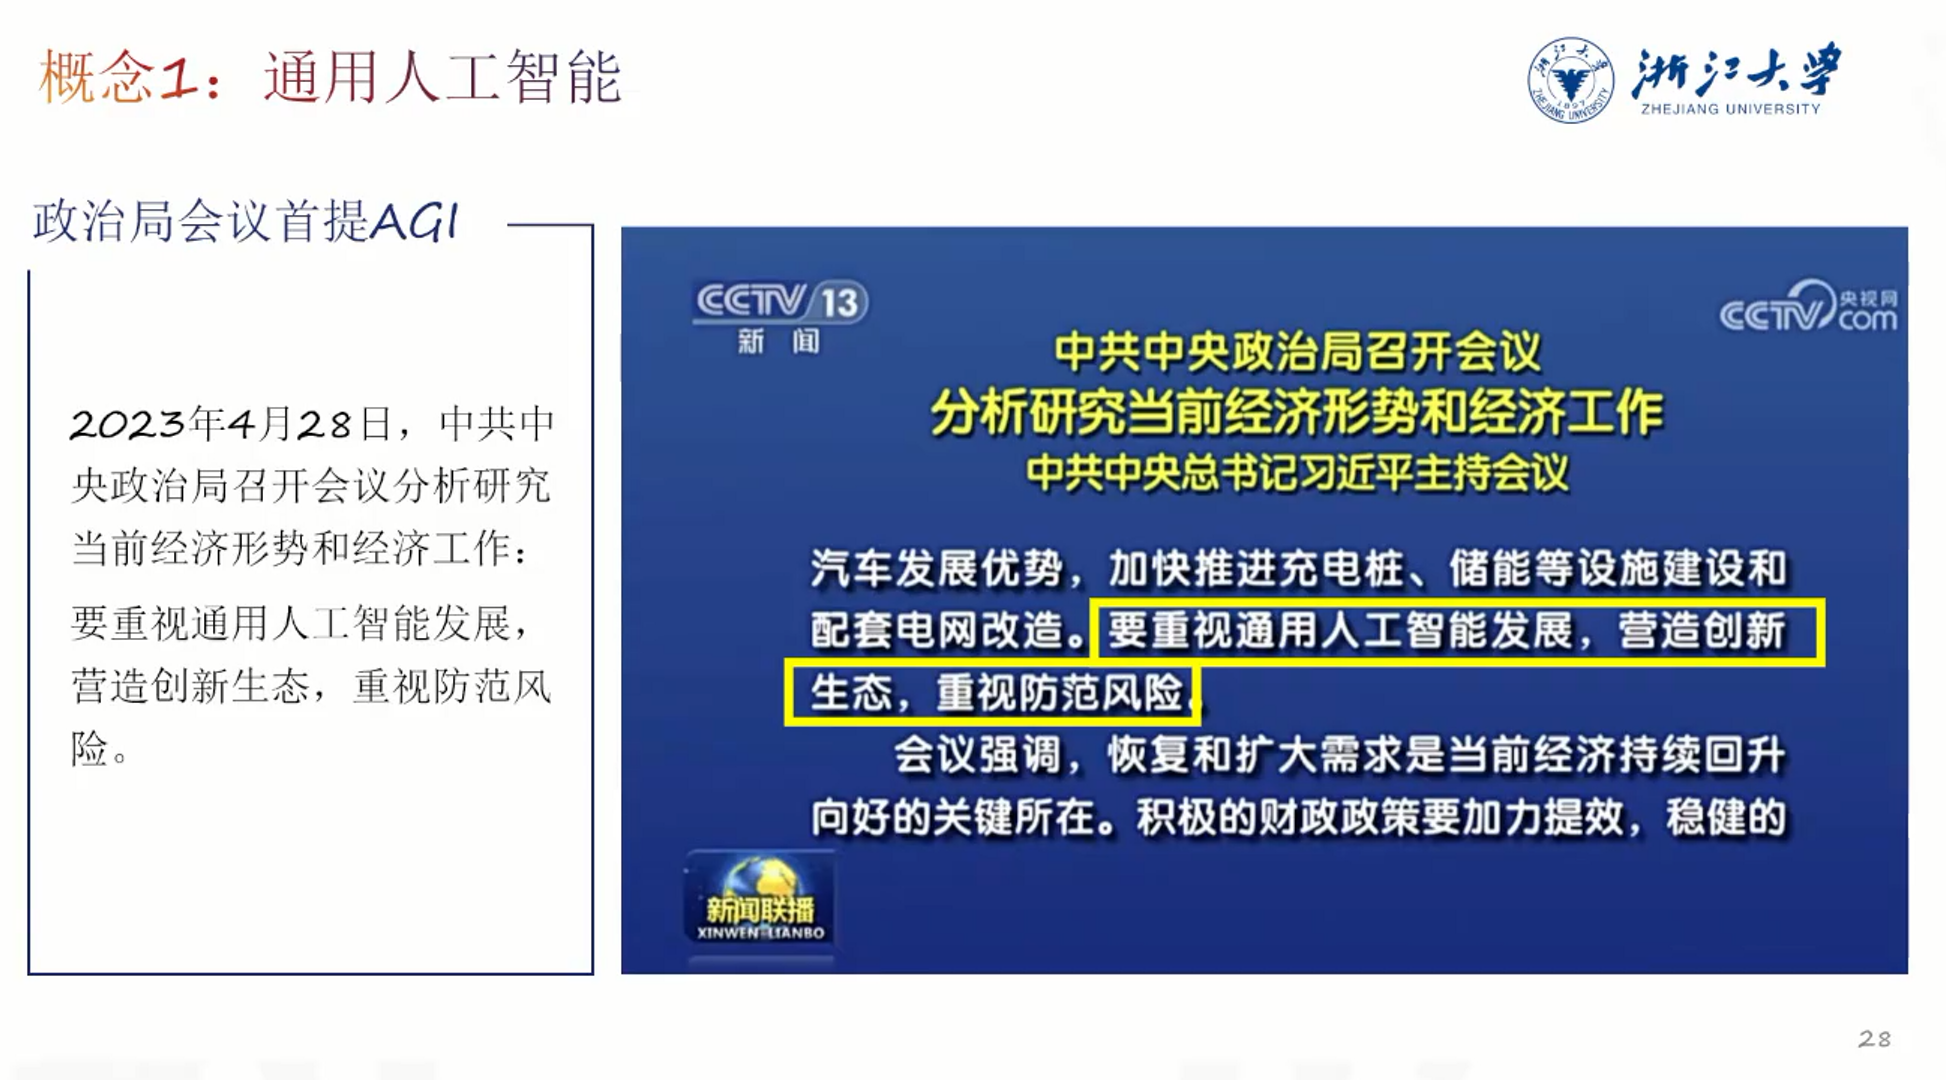 概念1：通用人工智能
浙江大学
ZHEJIANG UNIVERSITY
浙江大学
ZHEJIANG UNIVERSITY
1897
政治局会议首提AGI
2023年4月28日，中共中
央政治局召开会议分析研究
当前经济形势和经济工作：
要重视通用人工智能发展，
营造创新生态，重视防范风
险。
CCTV 13
新闻
央视网
CCTV.com
中共中央政治局召开会议
分析研究当前经济形势和经济工作
中共中央总书记习近平主持会议
汽车发展优势，加快推进充电桩、储能等设施建设和
配套电网改造。要重视通用人工智能发展，营造创新
生态，重视防范风险。
会议强调，恢复和扩大需求是当前经济持续回升
向好的关键所在。积极的财政政策要加力提效，稳健的
新闻联播
XINWEN LIANBO
28